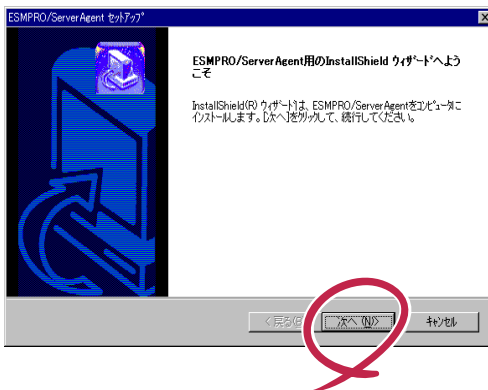 ESMPRO/ServerAgent ｾｯﾄｱｯﾌﾟ
ESMPRO/ServerAgent用のInstallShield ｳｨｻﾞｰﾄﾞへよう
こそ
InstallShield(R) ｳｨｻﾞｰﾄﾞは、ESMPRO/ServerAgentをｺﾝﾋﾟｭｰﾀに
ｲﾝｽﾄｰﾙします。[次へ]をｸﾘｯｸして、続行してください。
< 戻る(B)
次へ (N)>
ｷｬﾝｾﾙ